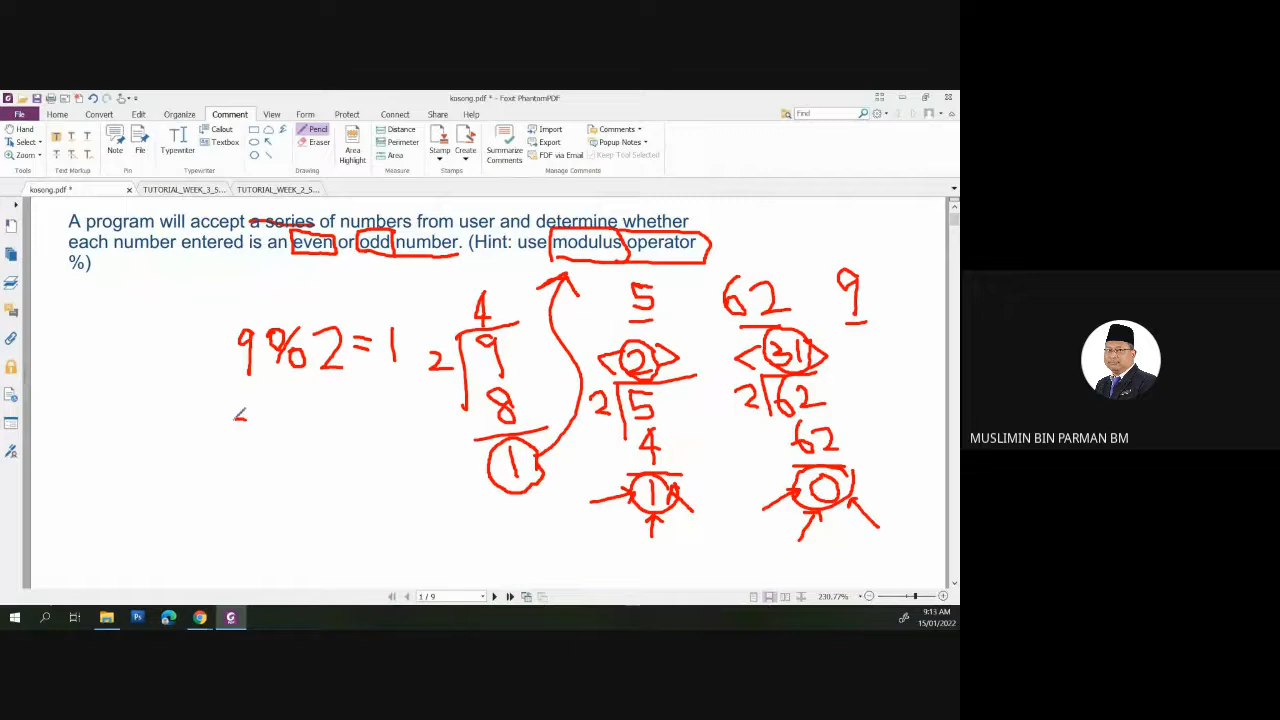 kosong.pdf * - Foxit PhantomPDF
File Home Convert Edit Organize Comment View Form Protect Connect Share Help Find
Hand Select Zoom Tools
Text Markup
Note File Pin
Typewriter Callout Textbox Typewriter
Pencil Eraser Area Highlight Drawing
Distance Perimeter Area Measure
Stamp Create Stamps
Summarize Comments Import Export FDF via Email Comments Popup Notes Keep Tool Selected Manage Comments
kosong.pdf * TUTORIAL_WEEK_3_S... TUTORIAL_WEEK_2_S...
A program will accept a series of numbers from user and determine whether
each number entered is an even or odd number. (Hint: use modulus operator
%)
9%2=1
4
2 9
8
1
5
2
2 5
4
1
62
31
2 62
62
0
9
MUSLIMIN BIN PARMAN BM
1 / 9
230.77%
9:13 AM
15/01/2022